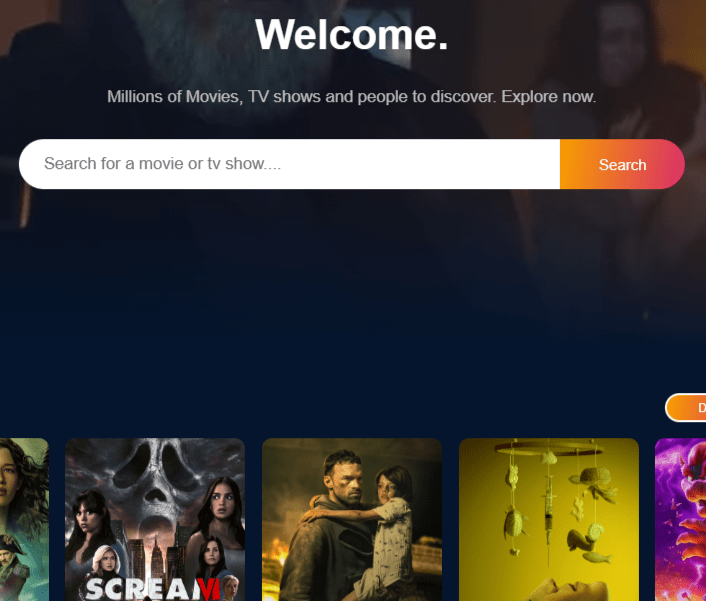 Welcome.
Millions of Movies, TV shows and people to discover. Explore now.
Search for a movie or tv show....
Search
D
SCREAM VI